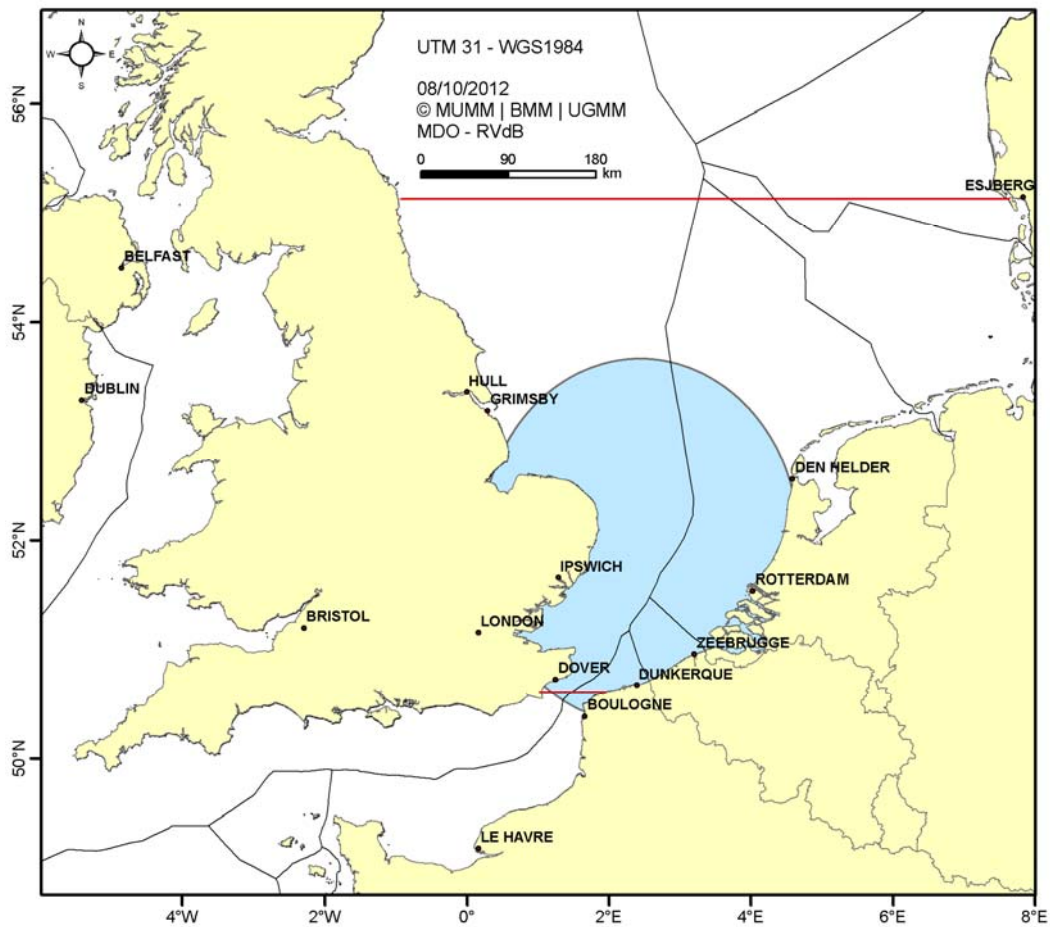 N
W E
S
UTM 31 - WGS1984
08/10/2012
© MUMM | BMM | UGMM
MDO - RVdB
0 90 180
km
56°N
54°N
52°N
50°N
ESJBERG
BELFAST
DUBLIN
HULL
GRIMSBY
DEN HELDER
IPSWICH
ROTTERDAM
BRISTOL
LONDON
ZEEBRUGGE
DOVER
DUNKERQUE
BOULOGNE
LE HAVRE
4°W 2°W 0° 2°E 4°E 6°E 8°E